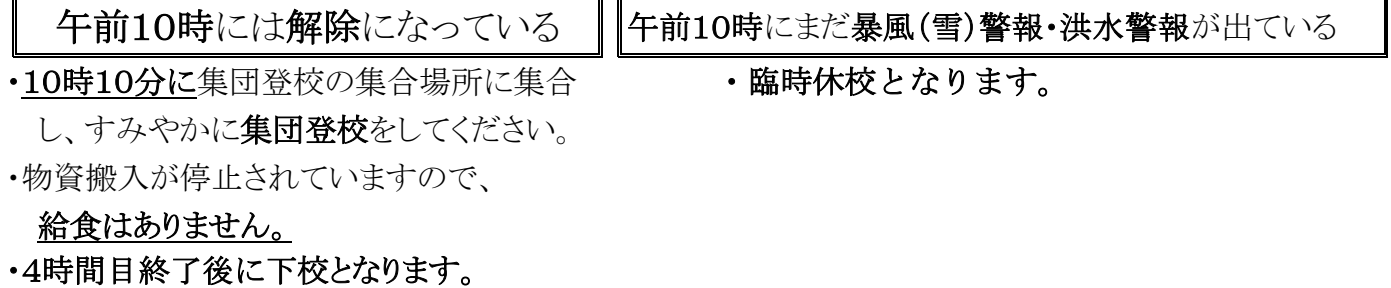 午前10時には解除になっている
・10時10分に集団登校の集合場所に集合
し、すみやかに集団登校をしてください。
・物資搬入が停止されていますので、
給食はありません。
・4時間目終了後に下校となります。
午前10時にまだ暴風(雪)警報・洪水警報が出ている
・臨時休校となります。